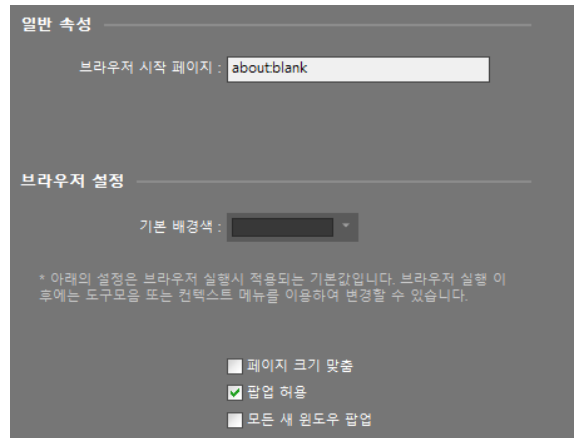 일반 속성
브라우저 시작 페이지 : about:blank
브라우저 설정
기본 배경색 :
* 아래의 설정은 브라우저 실행시 적용되는 기본값입니다. 브라우저 실행 이
후에는 도구모음 또는 컨텍스트 메뉴를 이용하여 변경할 수 있습니다.
페이지 크기 맞춤
팝업 허용
모든 새 윈도우 팝업